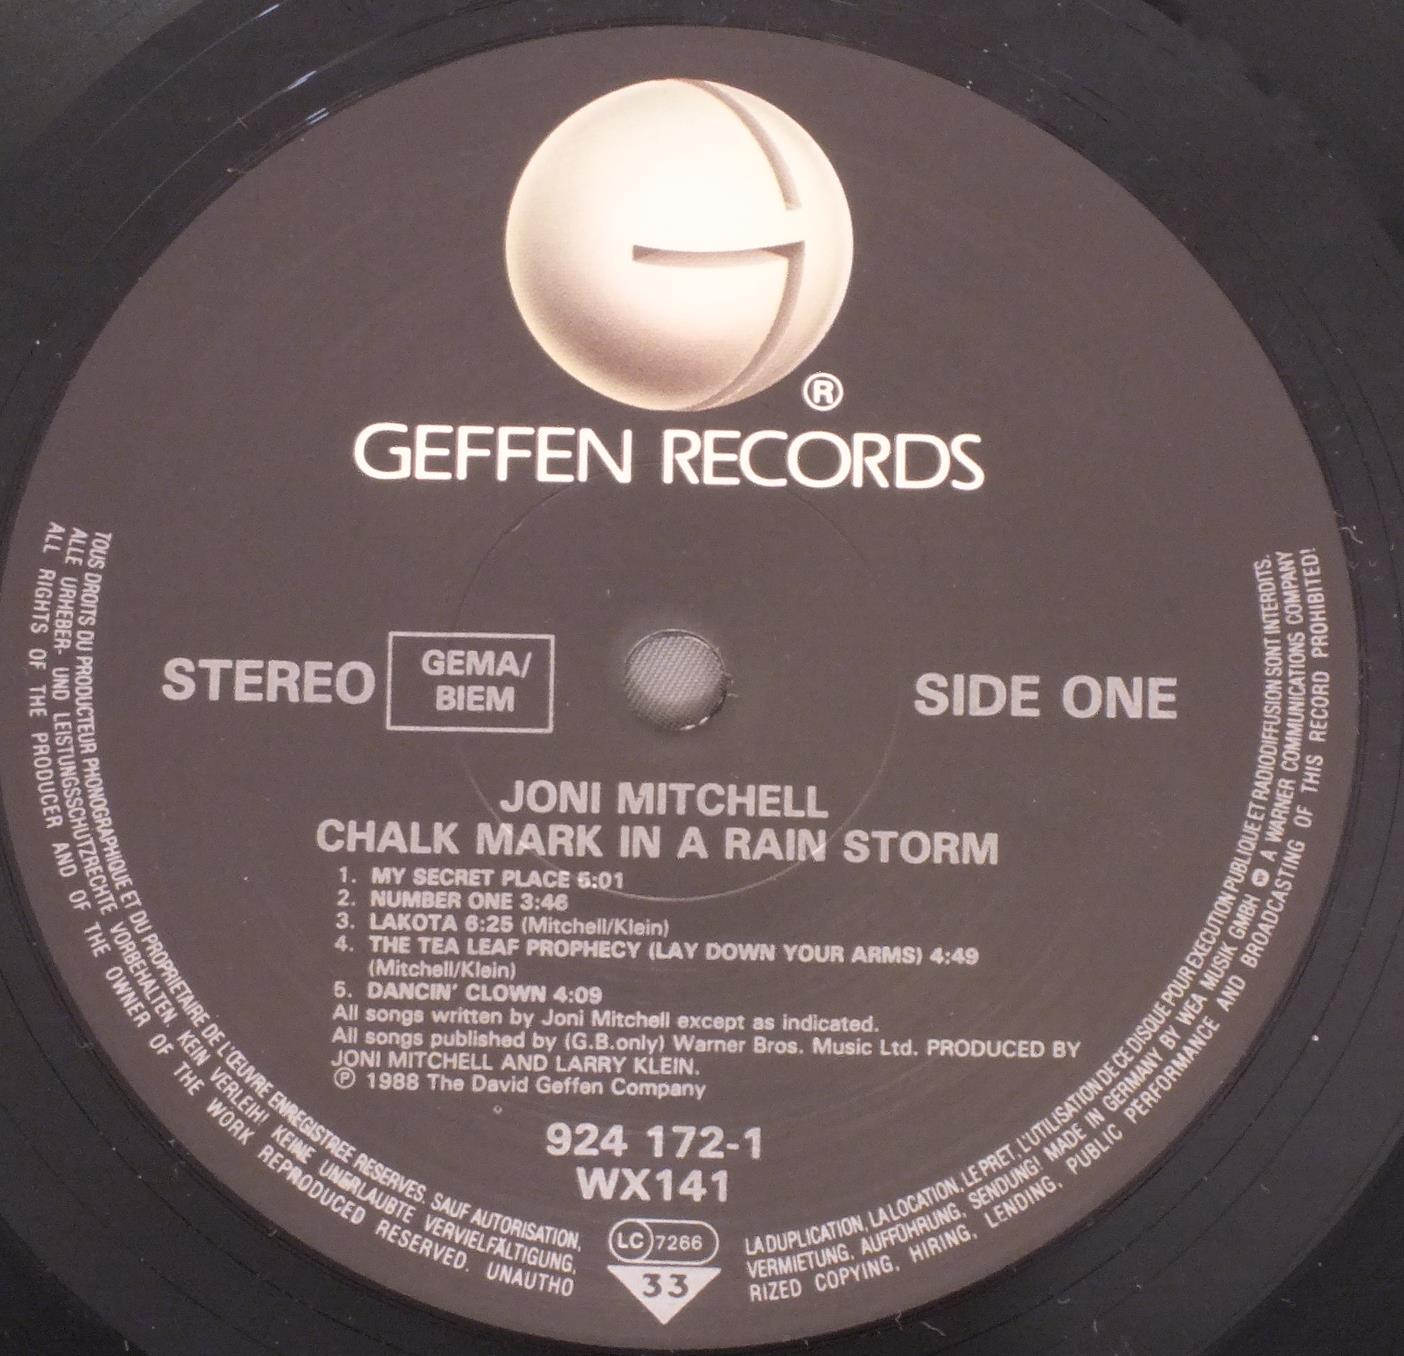 ®
GEFFEN RECORDS
STEREO
GEMA/
BIEM
SIDE ONE
JONI MITCHELL
CHALK MARK IN A RAIN STORM
1. MY SECRET PLACE 5:01
2. NUMBER ONE 3:46
3. LAKOTA 6:25 (Mitchell/Klein)
4. THE TEA LEAF PROPHECY (LAY DOWN YOUR ARMS) 4:49
(Mitchell/Klein)
5. DANCIN' CLOWN 4:09
All songs written by Joni Mitchell except as indicated.
All songs published by (G.B.only) Warner Bros. Music Ltd. PRODUCED BY
JONI MITCHELL AND LARRY KLEIN.
℗ 1988 The David Geffen Company
924 172-1
WX141
LC 7266
33
TOUS DROITS DU PRODUCTEUR PHONOGRAPHIQUE ET DU PROPRIETAIRE DE L'ŒUVRE ENREGISTREE RESERVES. SAUF AUTORISATION, LA DUPLICATION, LA LOCATION, LE PRET, L'UTILISATION DE CE DISQUE POUR EXECUTION PUBLIQUE ET RADIODIFFUSION SONT INTERDITS.
ALLE URHEBER- UND LEISTUNGSSCHUTZRECHTE VORBEHALTEN. KEIN VERLEIH! KEINE UNERLAUBTE VERVIELFÄLTIGUNG, VERMIETUNG, AUFFÜHRUNG, SENDUNG! MADE IN GERMANY BY WEA MUSIK GMBH A WARNER COMMUNICATIONS COMPANY
ALL RIGHTS OF THE PRODUCER AND OF THE OWNER OF THE WORK REPRODUCED RESERVED. UNAUTHORIZED COPYING, HIRING, LENDING, PUBLIC PERFORMANCE AND BROADCASTING OF THIS RECORD PROHIBITED!